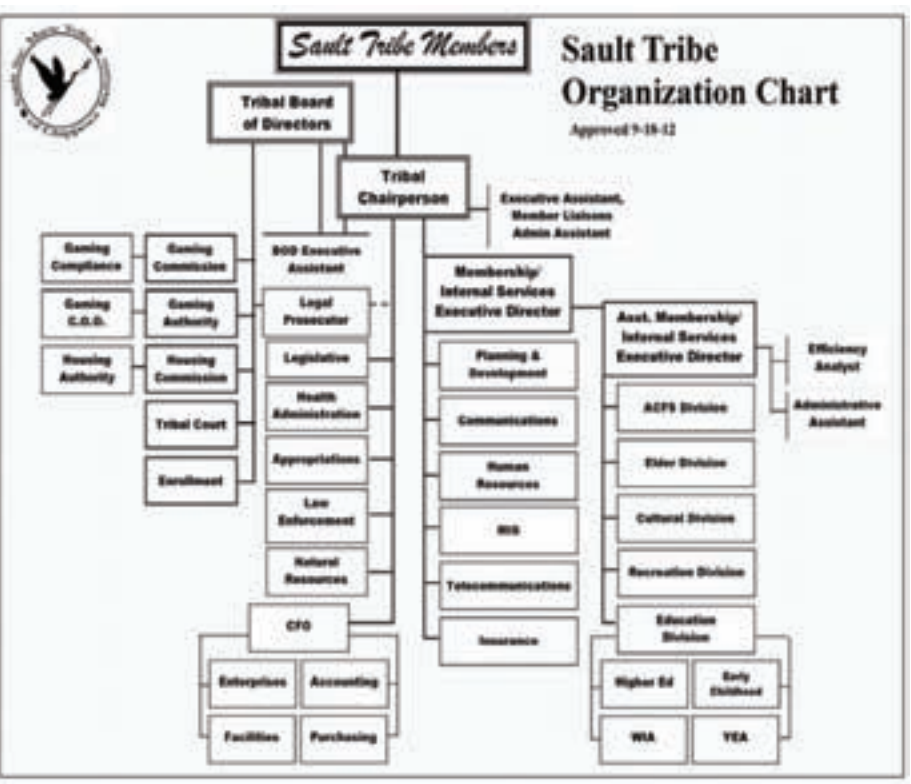 Sault Tribe Members
Sault Tribe
Organization Chart
Approved 9-18-12
Tribal Board
of Directors
Tribal
Chairperson
Executive Assistant,
Member Liaisons
Admin Assistant
Gaming
Compliance
Gaming
Commission
BOD Executive
Assistant
Membership/
Internal Services
Executive Director
Gaming
C.O.O.
Gaming
Authority
Legal
Prosecutor
Asst. Membership/
Internal Services
Executive Director
Efficiency
Analyst
Administrative
Assistant
Housing
Authority
Housing
Commission
Legislative
Planning &
Development
Tribal Court
Health
Administration
Communications
ACFS Division
Enrollment
Appropriations
Human
Resources
Elder Division
Law
Enforcement
MIS
Cultural Division
Natural
Resources
Telecommunications
Recreation Division
CFO
Insurance
Education
Division
Enterprises
Accounting
Higher Ed
Early
Childhood
Facilities
Purchasing
WIA
YEA